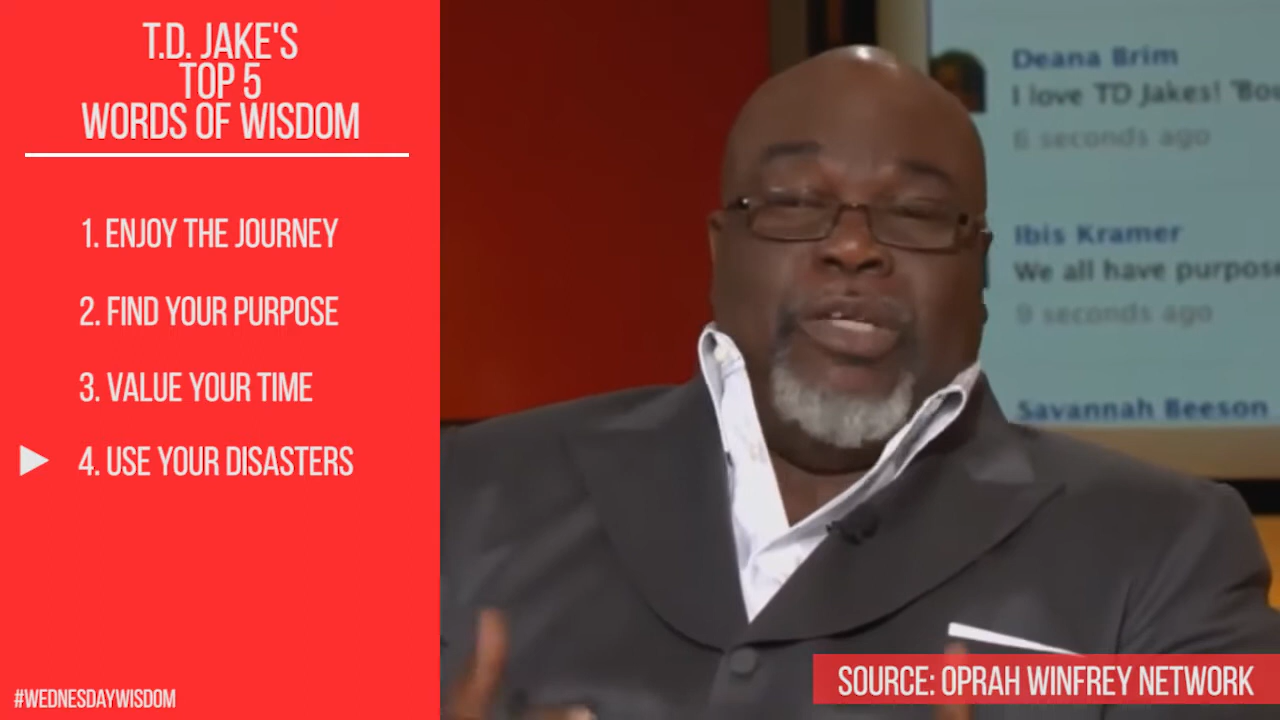 T.D. JAKE'S
TOP 5
WORDS OF WISDOM
1. ENJOY THE JOURNEY
2. FIND YOUR PURPOSE
3. VALUE YOUR TIME
4. USE YOUR DISASTERS
#WEDNESDAYWISDOM
Deana Brim
I love TD Jakes!
6 seconds ago
Ibis Kramer
We all have purpose
9 seconds ago
Savannah Beeson
SOURCE: OPRAH WINFREY NETWORK